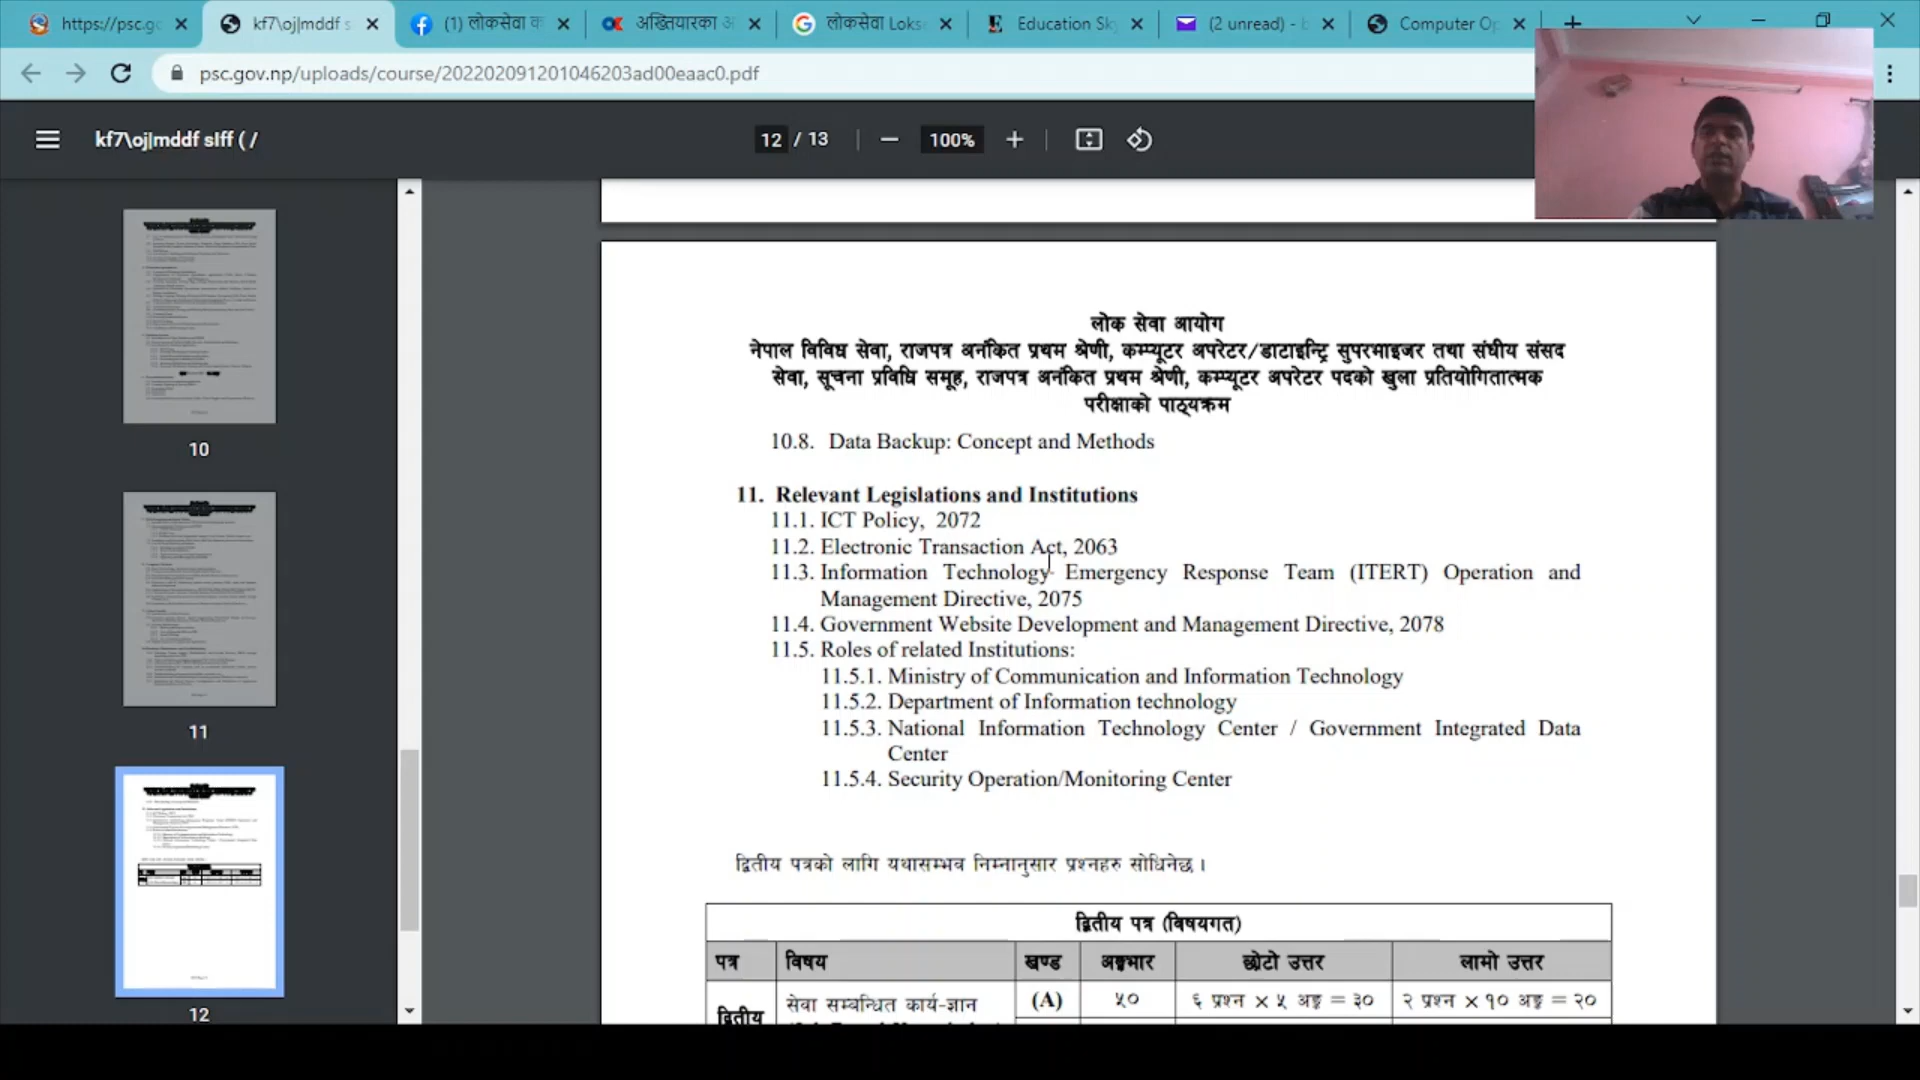 https://psc.go
kf7\oj|mddf s
(1) लोकसेवा क
अख्तियारका अ
लोकसेवा Lokse
Education Sky
(2 unread) - b
Computer Op
psc.gov.np/uploads/course/202202091201046203ad00eaac0.pdf
kf7\oj|mddf sIff ( /
12 / 13
100%
10
11
12
लोक सेवा आयोग
नेपाल विविध सेवा, राजपत्र अनंकित प्रथम श्रेणी, कम्प्यूटर अपरेटर/डाटाइन्ट्रि सुपरभाइजर तथा संघीय संसद
सेवा, सूचना प्रविधि समूह, राजपत्र अनंकित प्रथम श्रेणी, कम्प्यूटर अपरेटर पदको खुला प्रतियोगितात्मक
परीक्षाको पाठ्यक्रम
10.8. Data Backup: Concept and Methods
11. Relevant Legislations and Institutions
11.1. ICT Policy, 2072
11.2. Electronic Transaction Act, 2063
11.3. Information Technology Emergency Response Team (ITERT) Operation and
Management Directive, 2075
11.4. Government Website Development and Management Directive, 2078
11.5. Roles of related Institutions:
11.5.1. Ministry of Communication and Information Technology
11.5.2. Department of Information technology
11.5.3. National Information Technology Center / Government Integrated Data
Center
11.5.4. Security Operation/Monitoring Center
द्वितीय पत्रको लागि यथासम्भव निम्नानुसार प्रश्नहरु सोधिनेछ ।
द्वितीय पत्र (विषयगत)
पत्र विषय खण्ड अङ्कभार छोटो उत्तर लामो उत्तर
द्वितीय सेवा सम्बन्धित कार्य-ज्ञान (A) ५० ६ प्रश्न × ५ अङ्क = ३० २ प्रश्न × १० अङ्क = २०